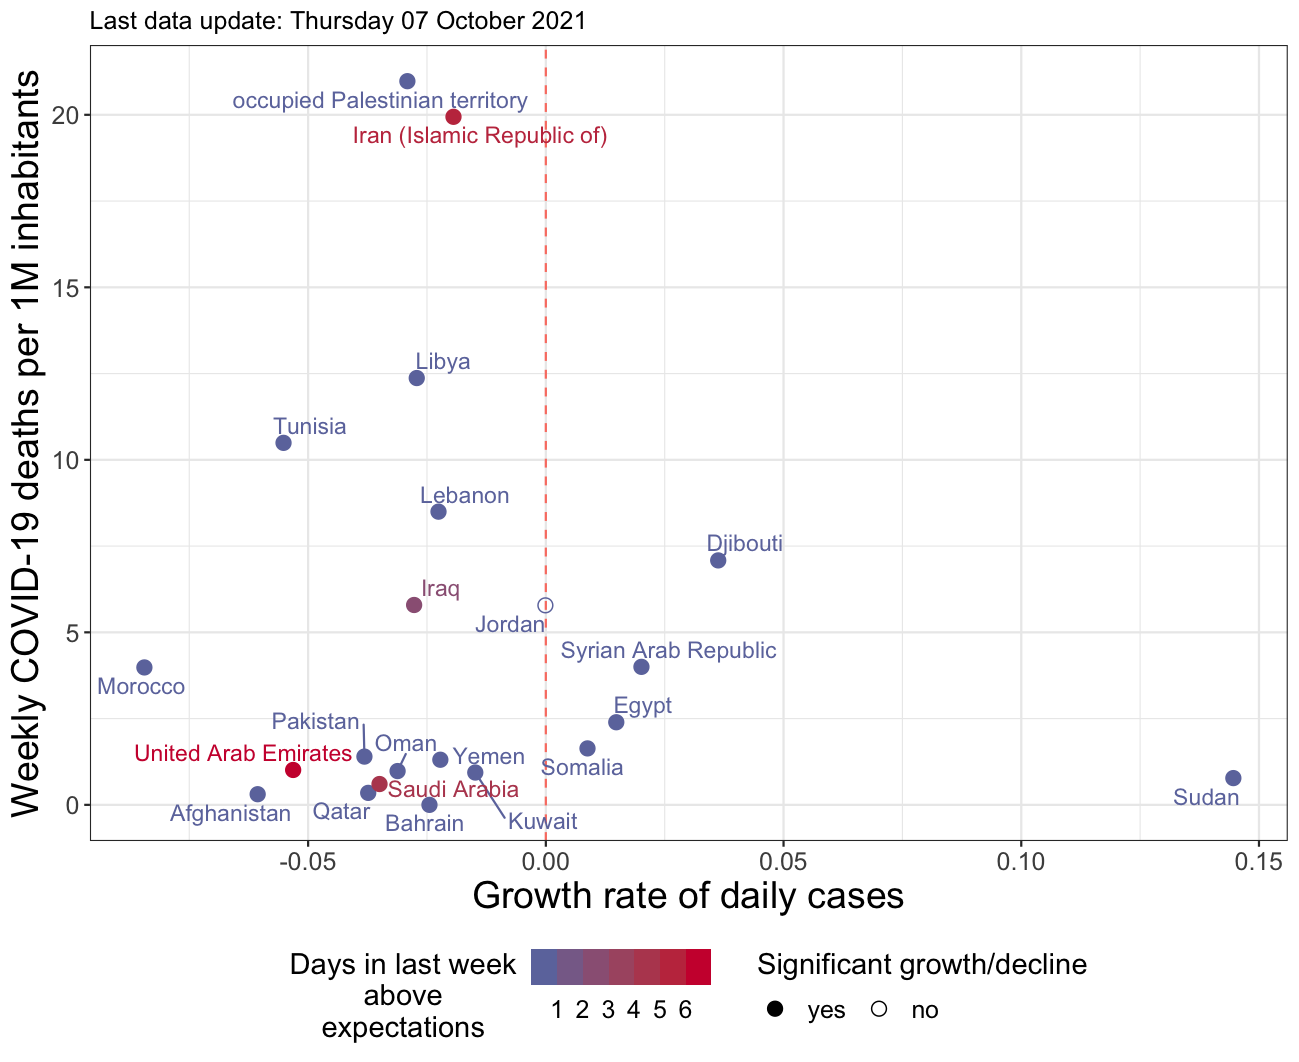 Last data update: Thursday 07 October 2021
Weekly COVID-19 deaths per 1M inhabitants
20
15
10
5
0
occupied Palestinian territory
Iran (Islamic Republic of)
Libya
Tunisia
Lebanon
Djibouti
Iraq
Jordan
Syrian Arab Republic
Morocco
Egypt
Pakistan
Oman
United Arab Emirates
Yemen
Somalia
Saudi Arabia
Sudan
Afghanistan
Qatar
Bahrain
Kuwait
-0.05 0.00 0.05 0.10 0.15
Growth rate of daily cases
Days in last week
above
expectations
1 2 3 4 5 6
Significant growth/decline
yes no